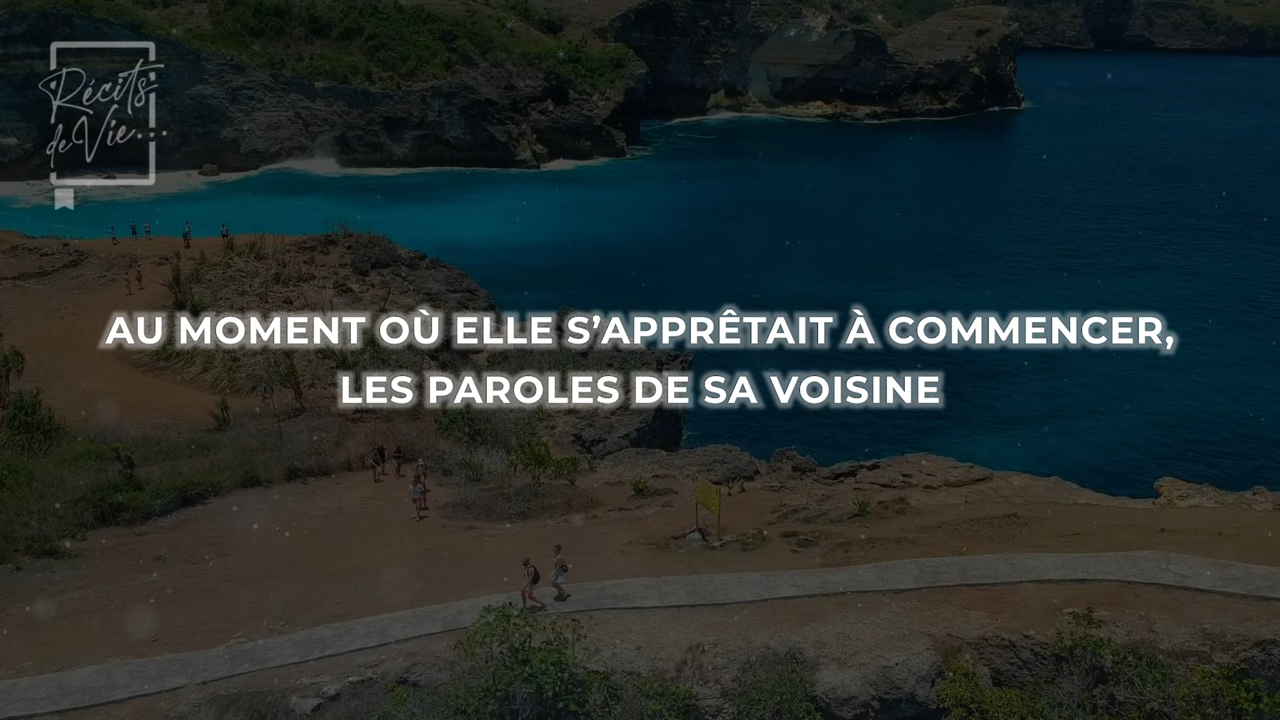 Récits
de Vie...
AU MOMENT OÙ ELLE S’APPRÊTAIT À COMMENCER,
LES PAROLES DE SA VOISINE